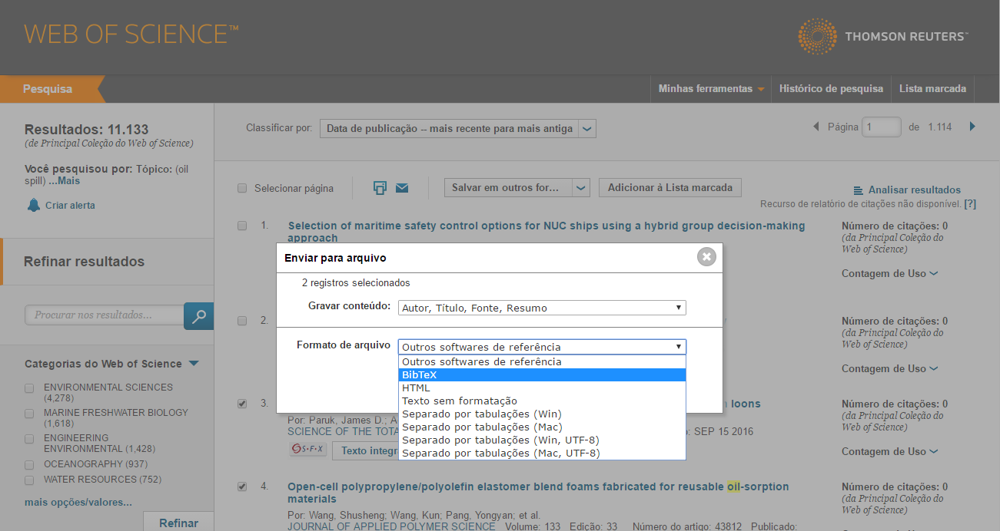 WEB OF SCIENCE™
THOMSON REUTERS™
Pesquisa
Minhas ferramentas
Histórico de pesquisa
Lista marcada
Resultados: 11.133
(de Principal Coleção do Web of Science)
Você pesquisou por: Tópico: (oil
spill) ...Mais
Criar alerta
Refinar resultados
Procurar nos resultados...
Categorias do Web of Science
ENVIRONMENTAL SCIENCES
(4,278)
MARINE FRESHWATER BIOLOGY
(1,618)
ENGINEERING
ENVIRONMENTAL (1,428)
OCEANOGRAPHY (937)
WATER RESOURCES (752)
mais opções/valores...
Refinar
Classificar por:
Data de publicação -- mais recente para mais antiga
Página 1 de 1.114
Selecionar página
Salvar em outros for...
Adicionar à Lista marcada
Analisar resultados
Recurso de relatório de citações não disponível. [?]
1.
Selection of maritime safety control options for NUC ships using a hybrid group decision-making
approach
Número de citações: 0
(da Principal Coleção do
Web of Science)
Contagem de Uso
Enviar para arquivo
2 registros selecionados
Gravar conteúdo:
Autor, Título, Fonte, Resumo
Formato de arquivo
Outros softwares de referência
Outros softwares de referência
BibTeX
HTML
Texto sem formatação
Separado por tabulações (Win)
Separado por tabulações (Mac)
Separado por tabulações (Win, UTF-8)
Separado por tabulações (Mac, UTF-8)
2.
Número de citações: 0
(da Principal Coleção do
Web of Science)
Contagem de Uso
3.
loons
Por: Paruk, James D.; A
SCIENCE OF THE TOTA
: SEP 15 2016
S·F·X
Texto integr
Número de citações: 0
(da Principal Coleção do
Web of Science)
Contagem de Uso
4.
Open-cell polypropylene/polyolefin elastomer blend foams fabricated for reusable oil-sorption
materials
Por: Wang, Shusheng; Wang, Kun; Pang, Yongyan; et al.
JOURNAL OF APPLIED POLYMER SCIENCE Volume: 133 Edição: 33 Número do artigo: 43812 Publicado:
Número de citações: 0
(da Principal Coleção do
Web of Science)
Contagem de Uso